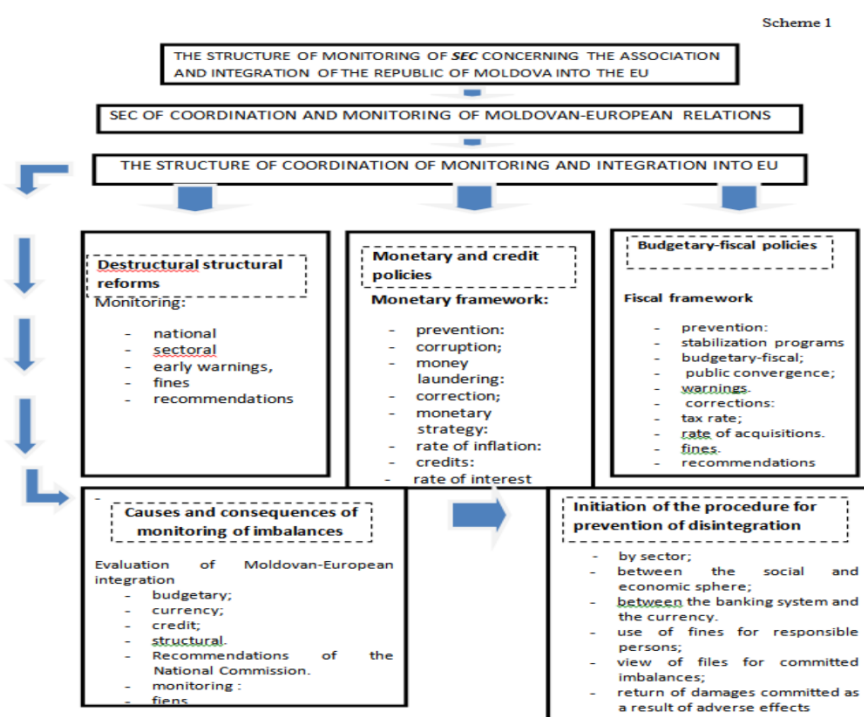 Scheme 1
THE STRUCTURE OF MONITORING OF SEC CONCERNING THE ASSOCIATION
AND INTEGRATION OF THE REPUBLIC OF MOLDOVA INTO THE EU
SEC OF COORDINATION AND MONITORING OF MOLDOVAN-EUROPEAN RELATIONS
THE STRUCTURE OF COORDINATION OF MONITORING AND INTEGRATION INTO EU
Destructural structural
reforms
Monitoring:
- national
- sectoral
- early warnings,
- fines
- recommendations
Monetary and credit
policies
Monetary framework:
- prevention:
- corruption;
- money
laundering:
- correction;
- monetary
strategy:
- rate of inflation:
- credits:
- rate of interest
Budgetary-fiscal policies
Fiscal framework
- prevention:
- stabilization programs
- budgetary-fiscal;
- public convergence;
- warnings.
- corrections:
- tax rate;
- rate of acquisitions.
- fines.
- recommendations
-
Causes and consequences of
monitoring of imbalances
Evaluation of Moldovan-European
integration
- budgetary;
- currency;
- credit;
- structural.
- Recommendations of the
National Commission.
- monitoring :
- fiens
Initiation of the procedure for
prevention of disintegration
- by sector;
- between the social and
economic sphere;
- between the banking system and
the currency.
- use of fines for responsible
persons;
- view of files for committed
imbalances;
- return of damages committed as
a result of adverse effects